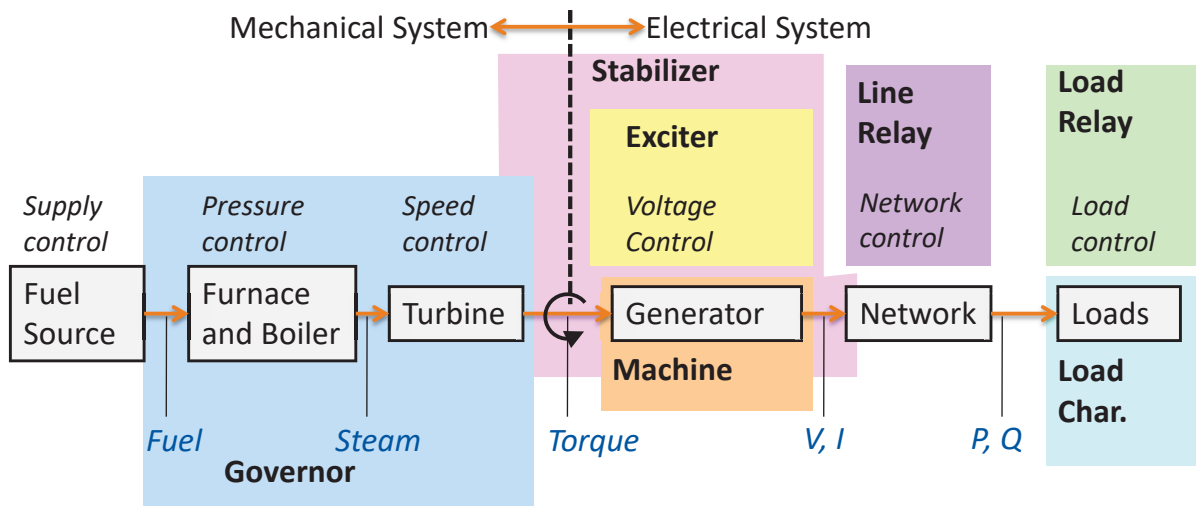 Mechanical System
Electrical System
Stabilizer
Line
Relay
Load
Relay
Exciter
Supply
control
Pressure
control
Speed
control
Voltage
Control
Network
control
Load
control
Fuel
Source
Furnace
and Boiler
Turbine
Generator
Network
Loads
Machine
Load
Char.
Fuel
Steam
Torque
V, I
P, Q
Governor